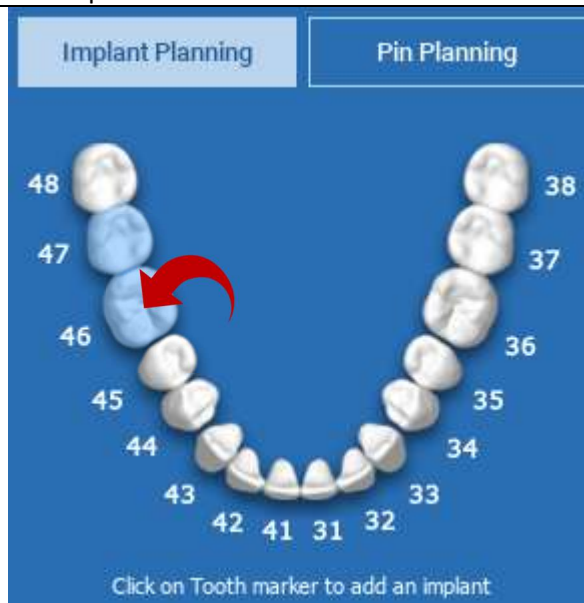 Implant Planning Pin Planning
48 38
47 37
46 36
45 35
44 34
43 33
42 41 31 32
Click on Tooth marker to add an implant